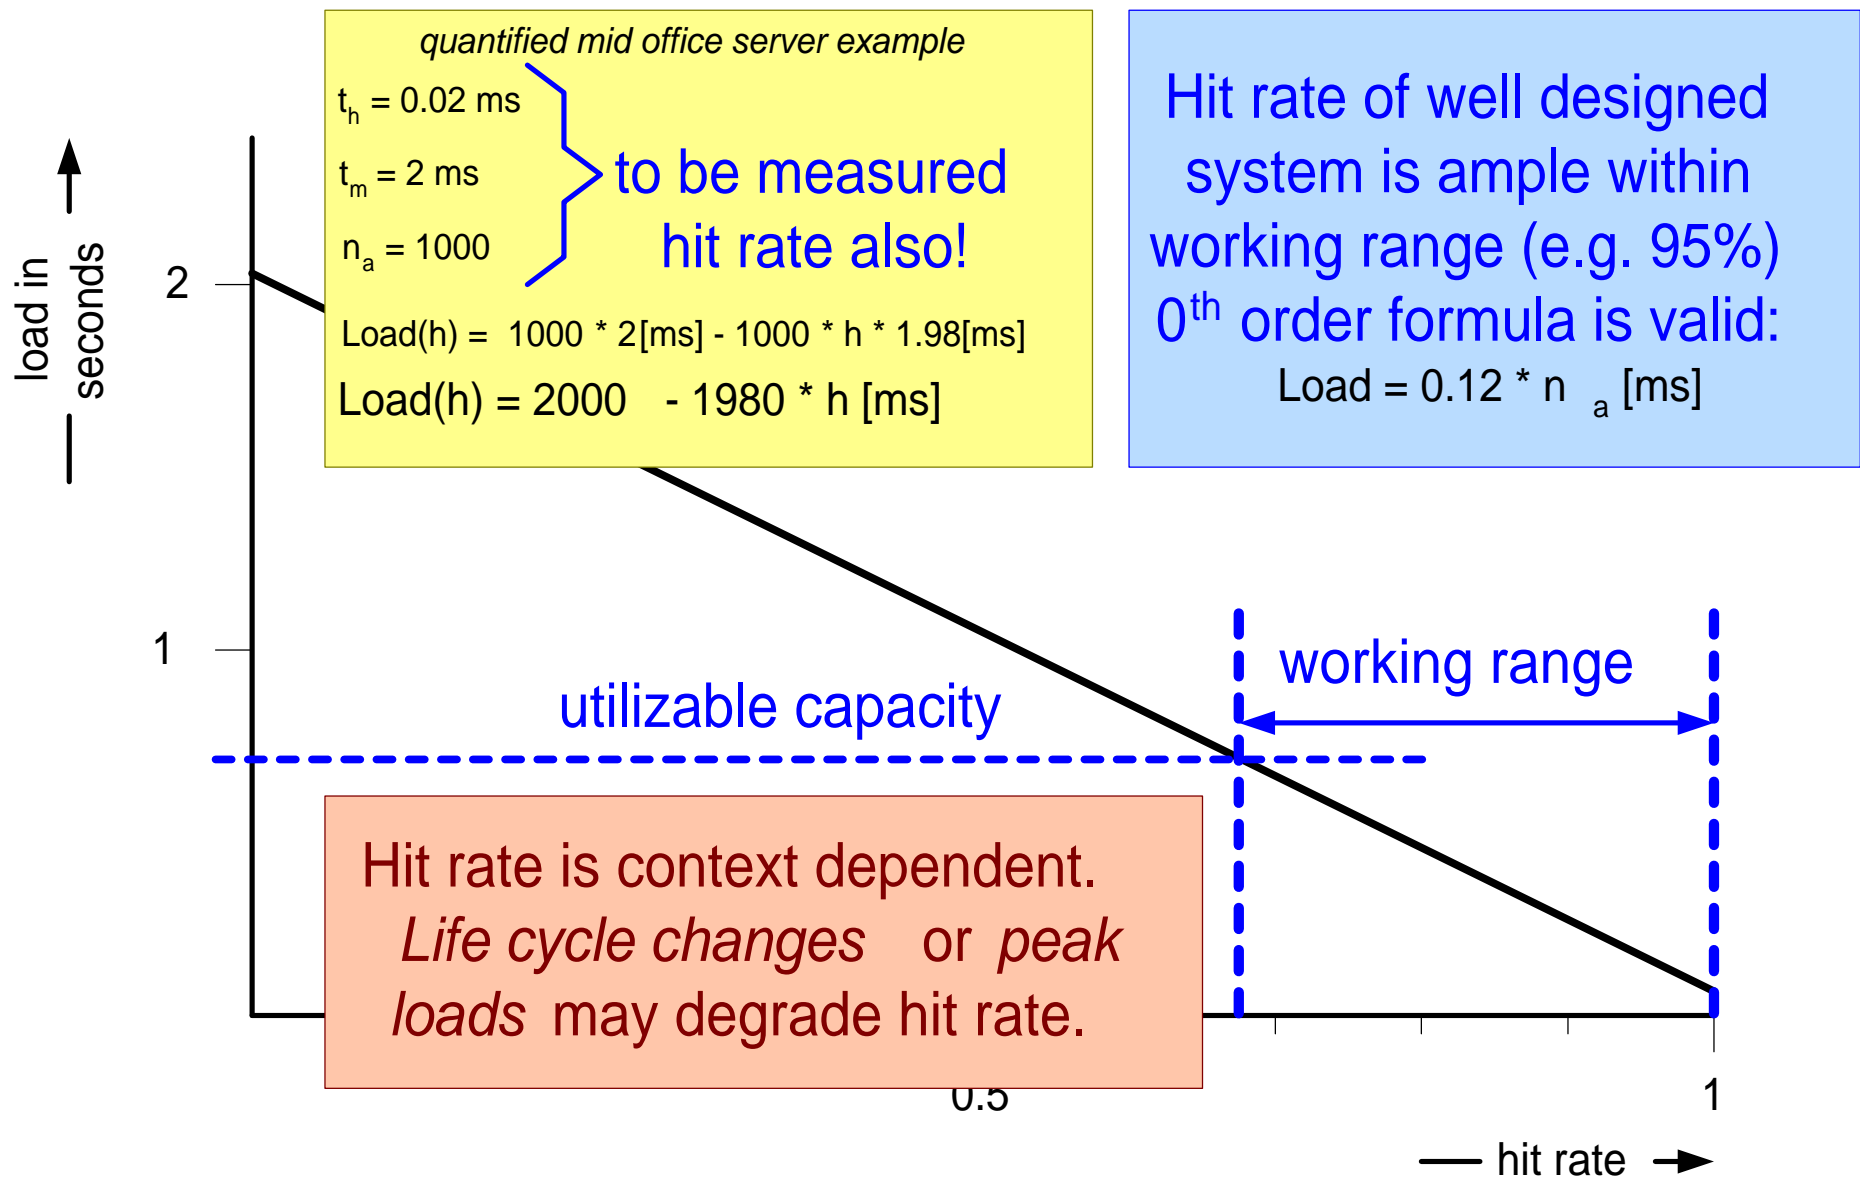 quantified mid office server example
t_h = 0.02 ms
t_m = 2 ms
n_a = 1000
to be measured
hit rate also!
Load(h) = 1000 * 2[ms] - 1000 * h * 1.98[ms]
Load(h) = 2000 - 1980 * h [ms]
Hit rate of well designed
system is ample within
working range (e.g. 95%)
0th order formula is valid:
Load = 0.12 * n_a [ms]
load in
seconds
2
1
utilizable capacity
working range
Hit rate is context dependent.
Life cycle changes or peak
loads may degrade hit rate.
0.5
1
hit rate